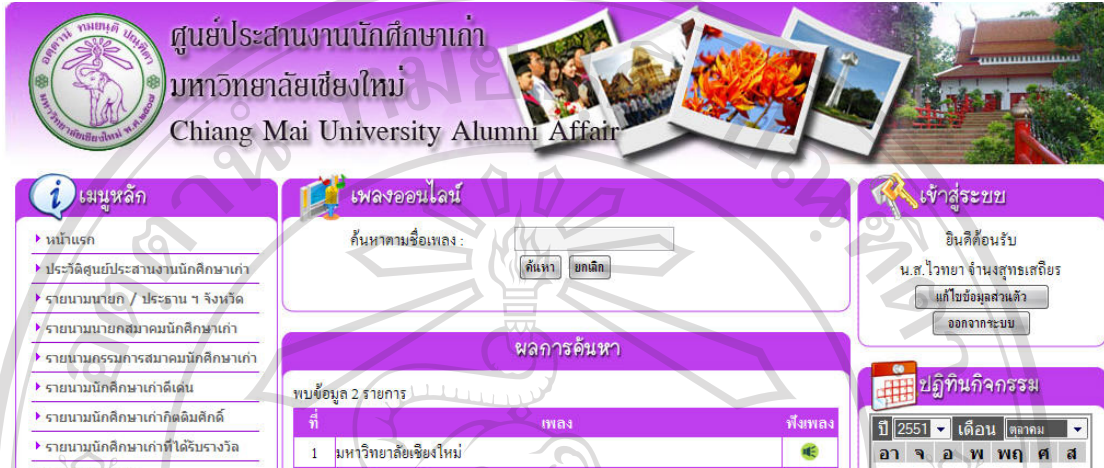 ศูนย์ประสานงานนักศึกษาเก่า
มหาวิทยาลัยเชียงใหม่
Chiang Mai University Alumni Affair
เมนูหลัก
หน้าแรก
ประวัติศูนย์ประสานงานนักศึกษาเก่า
รายนามนายก / ประธาน ฯ จังหวัด
รายนามนายกสมาคมนักศึกษาเก่า
รายนามกรรมการสมาคมนักศึกษาเก่า
รายนามนักศึกษาเก่าดีเด่น
รายนามนักศึกษาเก่ากิตติมศักดิ์
รายนามนักศึกษาเก่าที่ได้รับรางวัล
เพลงออนไลน์
ค้นหาตามชื่อเพลง :
ค้นหา ยกเลิก
ผลการค้นหา
พบข้อมูล 2 รายการ
ที่ เพลง ฟังเพลง
1 มหาวิทยาลัยเชียงใหม่
เข้าสู่ระบบ
ยินดีต้อนรับ
น.ส.ไวทยา จำนงสุทธเสถียร
แก้ไขข้อมูลส่วนตัว
ออกจากระบบ
ปฏิทินกิจกรรม
ปี 2551 เดือน ตุลาคม
อา จ อ พ พฤ ศ ส